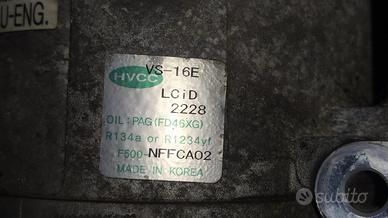 U-ENG.
HVCC VS-16E
LCiD
2228
OIL:PAG(FD46XG)
R134a or R1234yf
F500-NFFCA02
MADE IN KOREA
subito